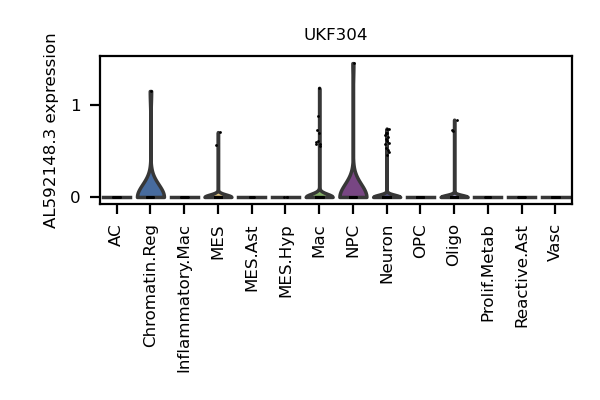 UKF304
AL592148.3 expression
1
0
AC
Chromatin.Reg
Inflammatory.Mac
MES
MES.Ast
MES.Hyp
Mac
NPC
Neuron
OPC
Oligo
Prolif.Metab
Reactive.Ast
Vasc